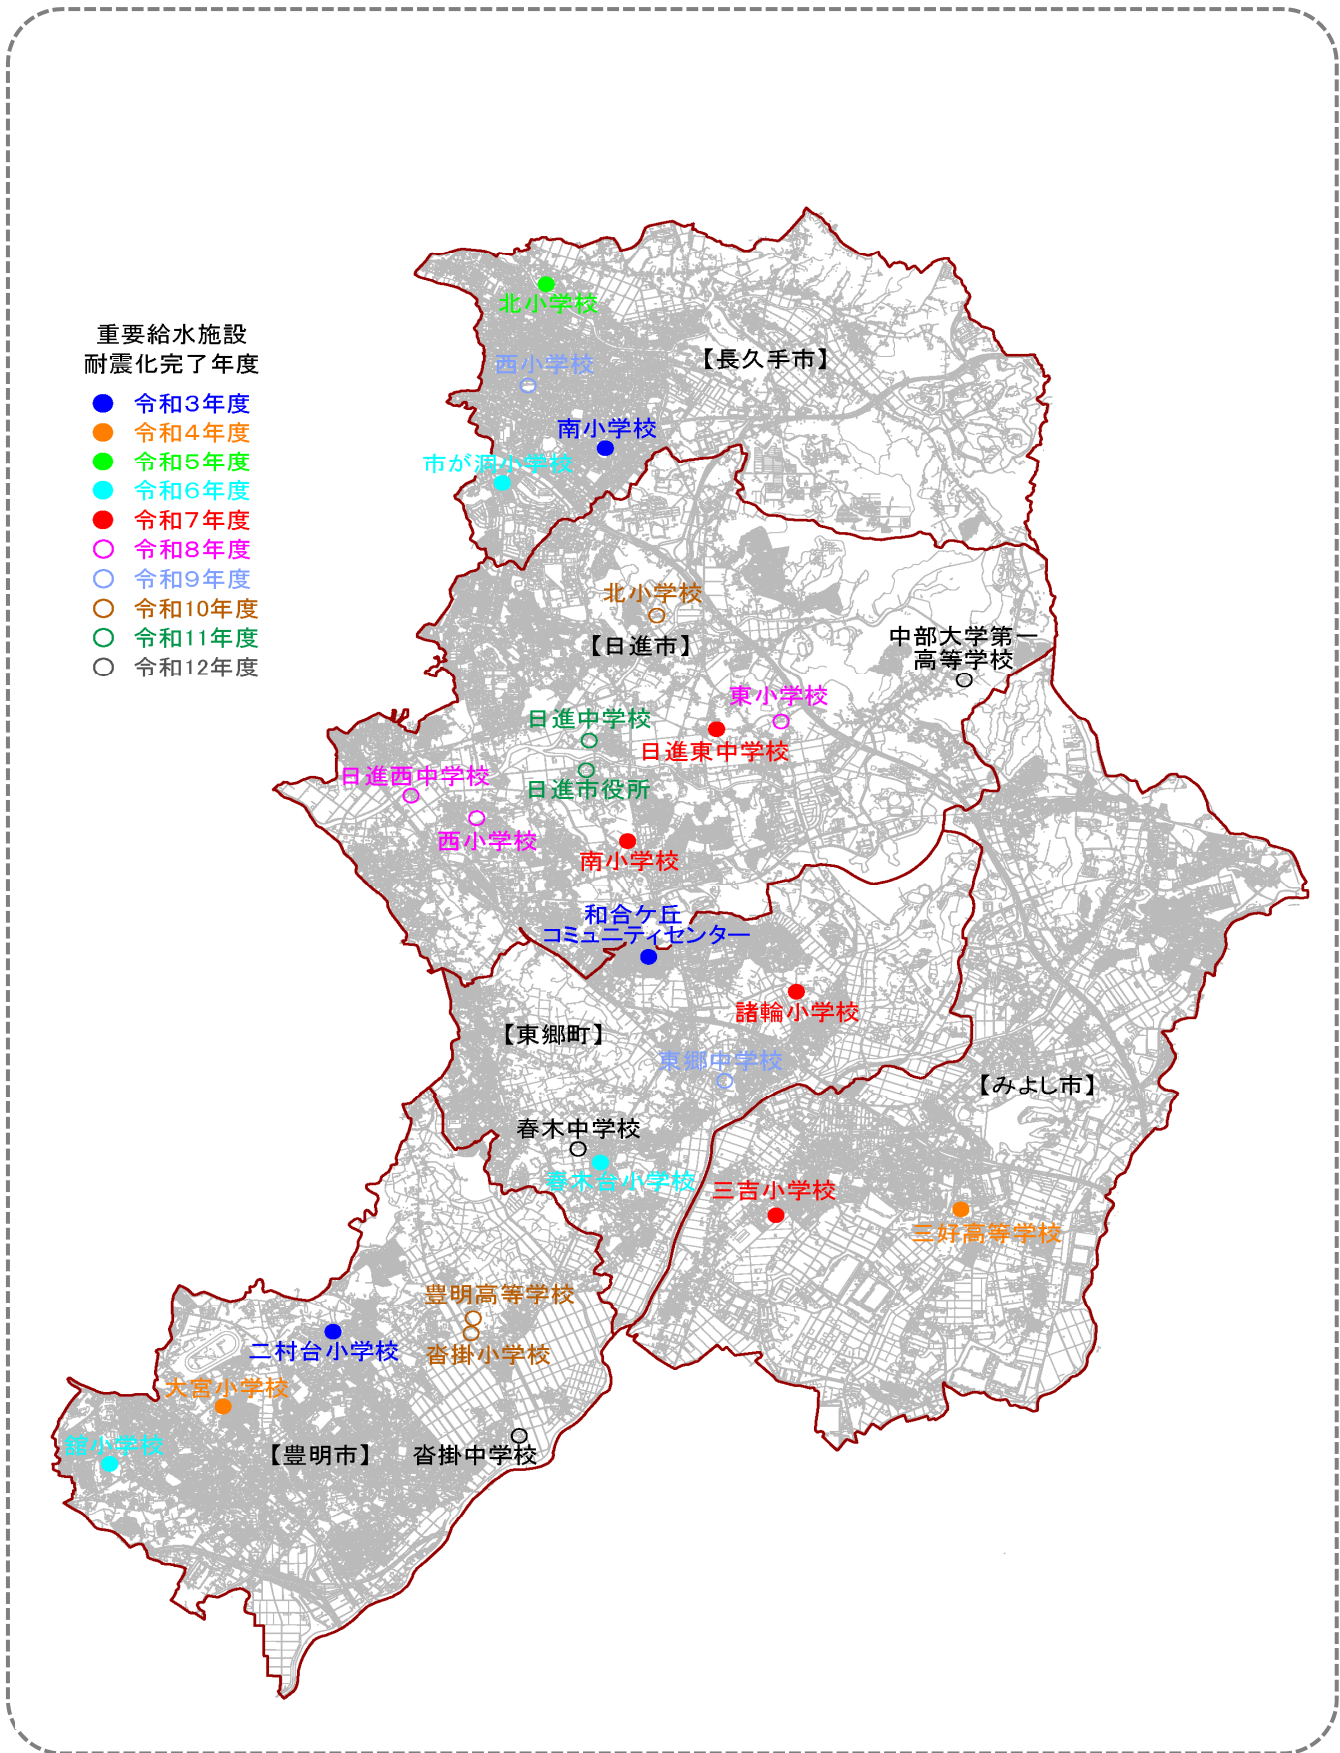 重要給水施設
耐震化完了年度
令和3年度
令和4年度
令和5年度
令和6年度
令和7年度
令和8年度
令和9年度
令和10年度
令和11年度
令和12年度
北小学校
【長久手市】
西小学校
南小学校
市が洞小学校
北小学校
【日進市】
中部大学第一
高等学校
東小学校
日進中学校
日進東中学校
日進西中学校
日進市役所
西小学校
南小学校
和合ケ丘
コミュニティセンター
諸輪小学校
【東郷町】
東郷中学校
【みよし市】
春木中学校
春木台小学校
三吉小学校
三好高等学校
豊明高等学校
二村台小学校
沓掛小学校
大宮小学校
舘小学校
【豊明市】
沓掛中学校